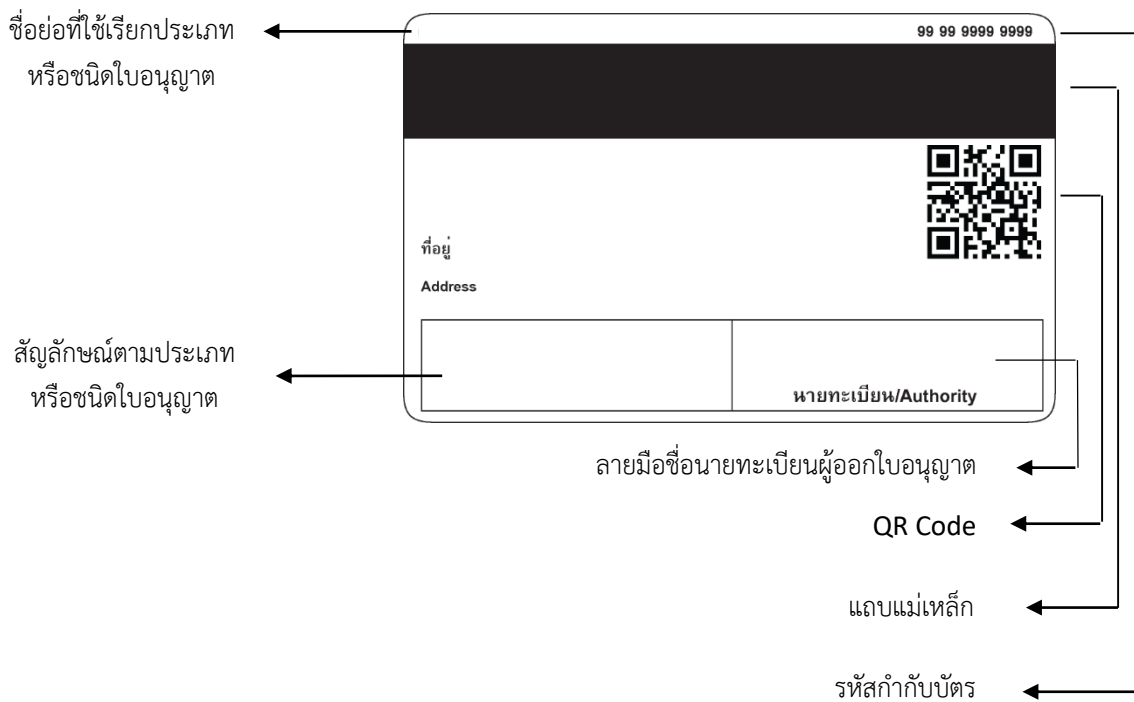 ชื่อย่อที่ใช้เรียกประเภท
หรือชนิดใบอนุญาต
99 99 9999 9999
ที่อยู่
Address
สัญลักษณ์ตามประเภท
หรือชนิดใบอนุญาต
นายทะเบียน/Authority
ลายมือชื่อนายทะเบียนผู้ออกใบอนุญาต
QR Code
แถบแม่เหล็ก
รหัสกำกับบัตร